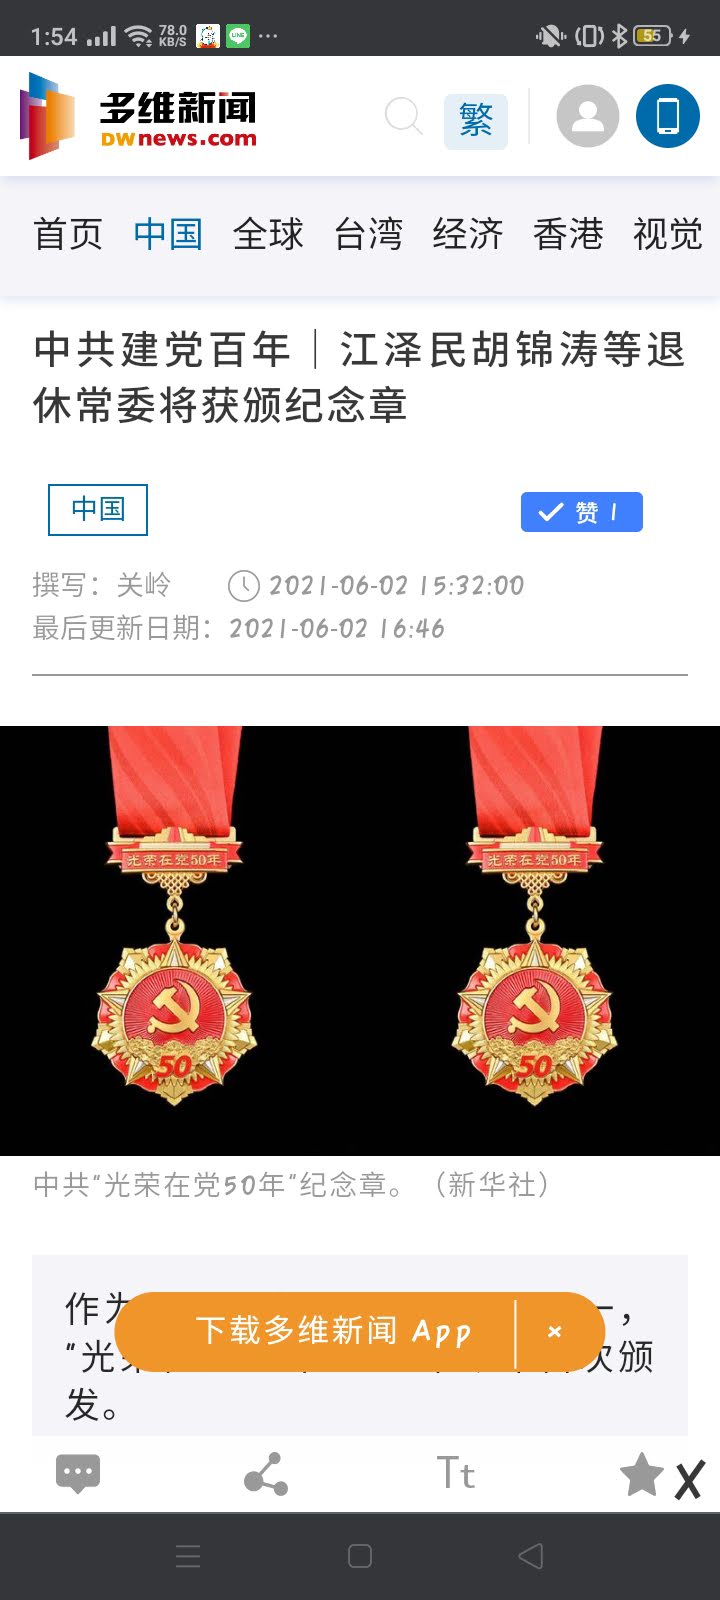 1:54
78.0
KB/S
LINE
55
多维新闻
DWnews.com
繁
首页 中国 全球 台湾 经济 香港 视觉
中共建党百年｜江泽民胡锦涛等退
休常委将获颁纪念章
中国
赞 1
撰写：关岭 2021-06-02 15:32:00
最后更新日期：2021-06-02 16:46
光荣在党50年 光荣在党50年
50 50
中共“光荣在党50年”纪念章。（新华社）
作为 一，
下载多维新闻 App ×
“光 次颁
发。
Tt
X